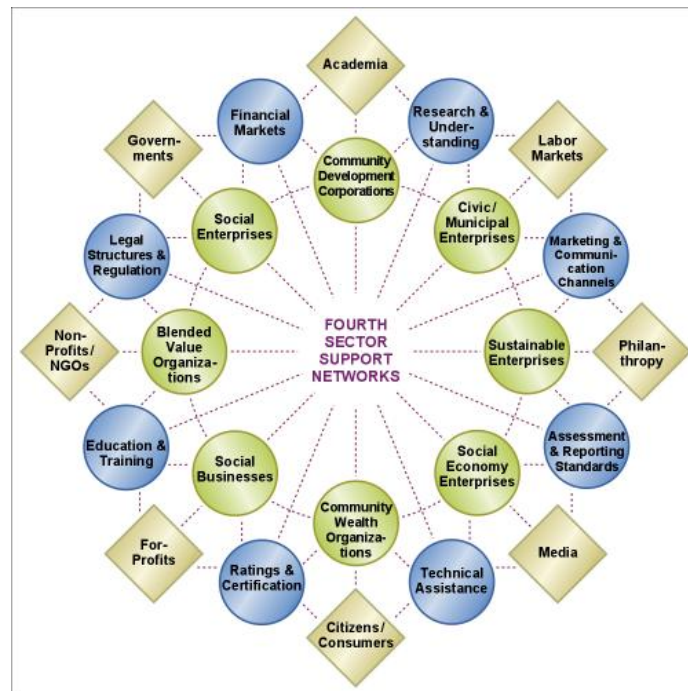 Academia
Financial
Markets
Research &
Under-
standing
Govern-
ments
Labor
Markets
Community
Development
Corporations
Social
Enterprises
Civic/
Municipal
Enterprises
Legal
Structures &
Regulation
Marketing &
Communi-
cation
Channels
Non-
Profits/
NGOs
Blended
Value
Organiza-
tions
FOURTH
SECTOR
SUPPORT
NETWORKS
Sustainable
Enterprises
Philan-
thropy
Education &
Training
Social
Businesses
Social
Economy
Enterprises
Assessment
& Reporting
Standards
Community
Wealth
Organiza-
tions
For-
Profits
Ratings &
Certification
Technical
Assistance
Media
Citizens/
Consumers